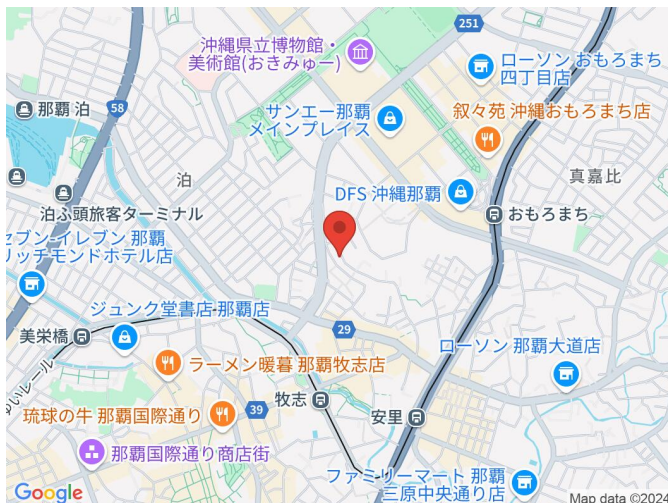 251
沖縄県立博物館・
美術館(おきみゅー)
ローソン おもろまち
四丁目店
那覇 泊
58
サンエー那覇
メインプレイス
叙々苑 沖縄おもろまち店
泊
真嘉比
DFS 沖縄那覇
泊ふ頭旅客ターミナル
おもろまち
セブン-イレブン 那覇
リッチモンドホテル店
ジュンク堂書店 那覇店
29
美栄橋
ローソン 那覇大道店
ラーメン暖暮 那覇牧志店
ゆいレール
牧志
安里
琉球の牛 那覇国際通り
39
那覇国際通り商店街
ファミリーマート 那覇
三原中央通り店
Google
Map data ©2024